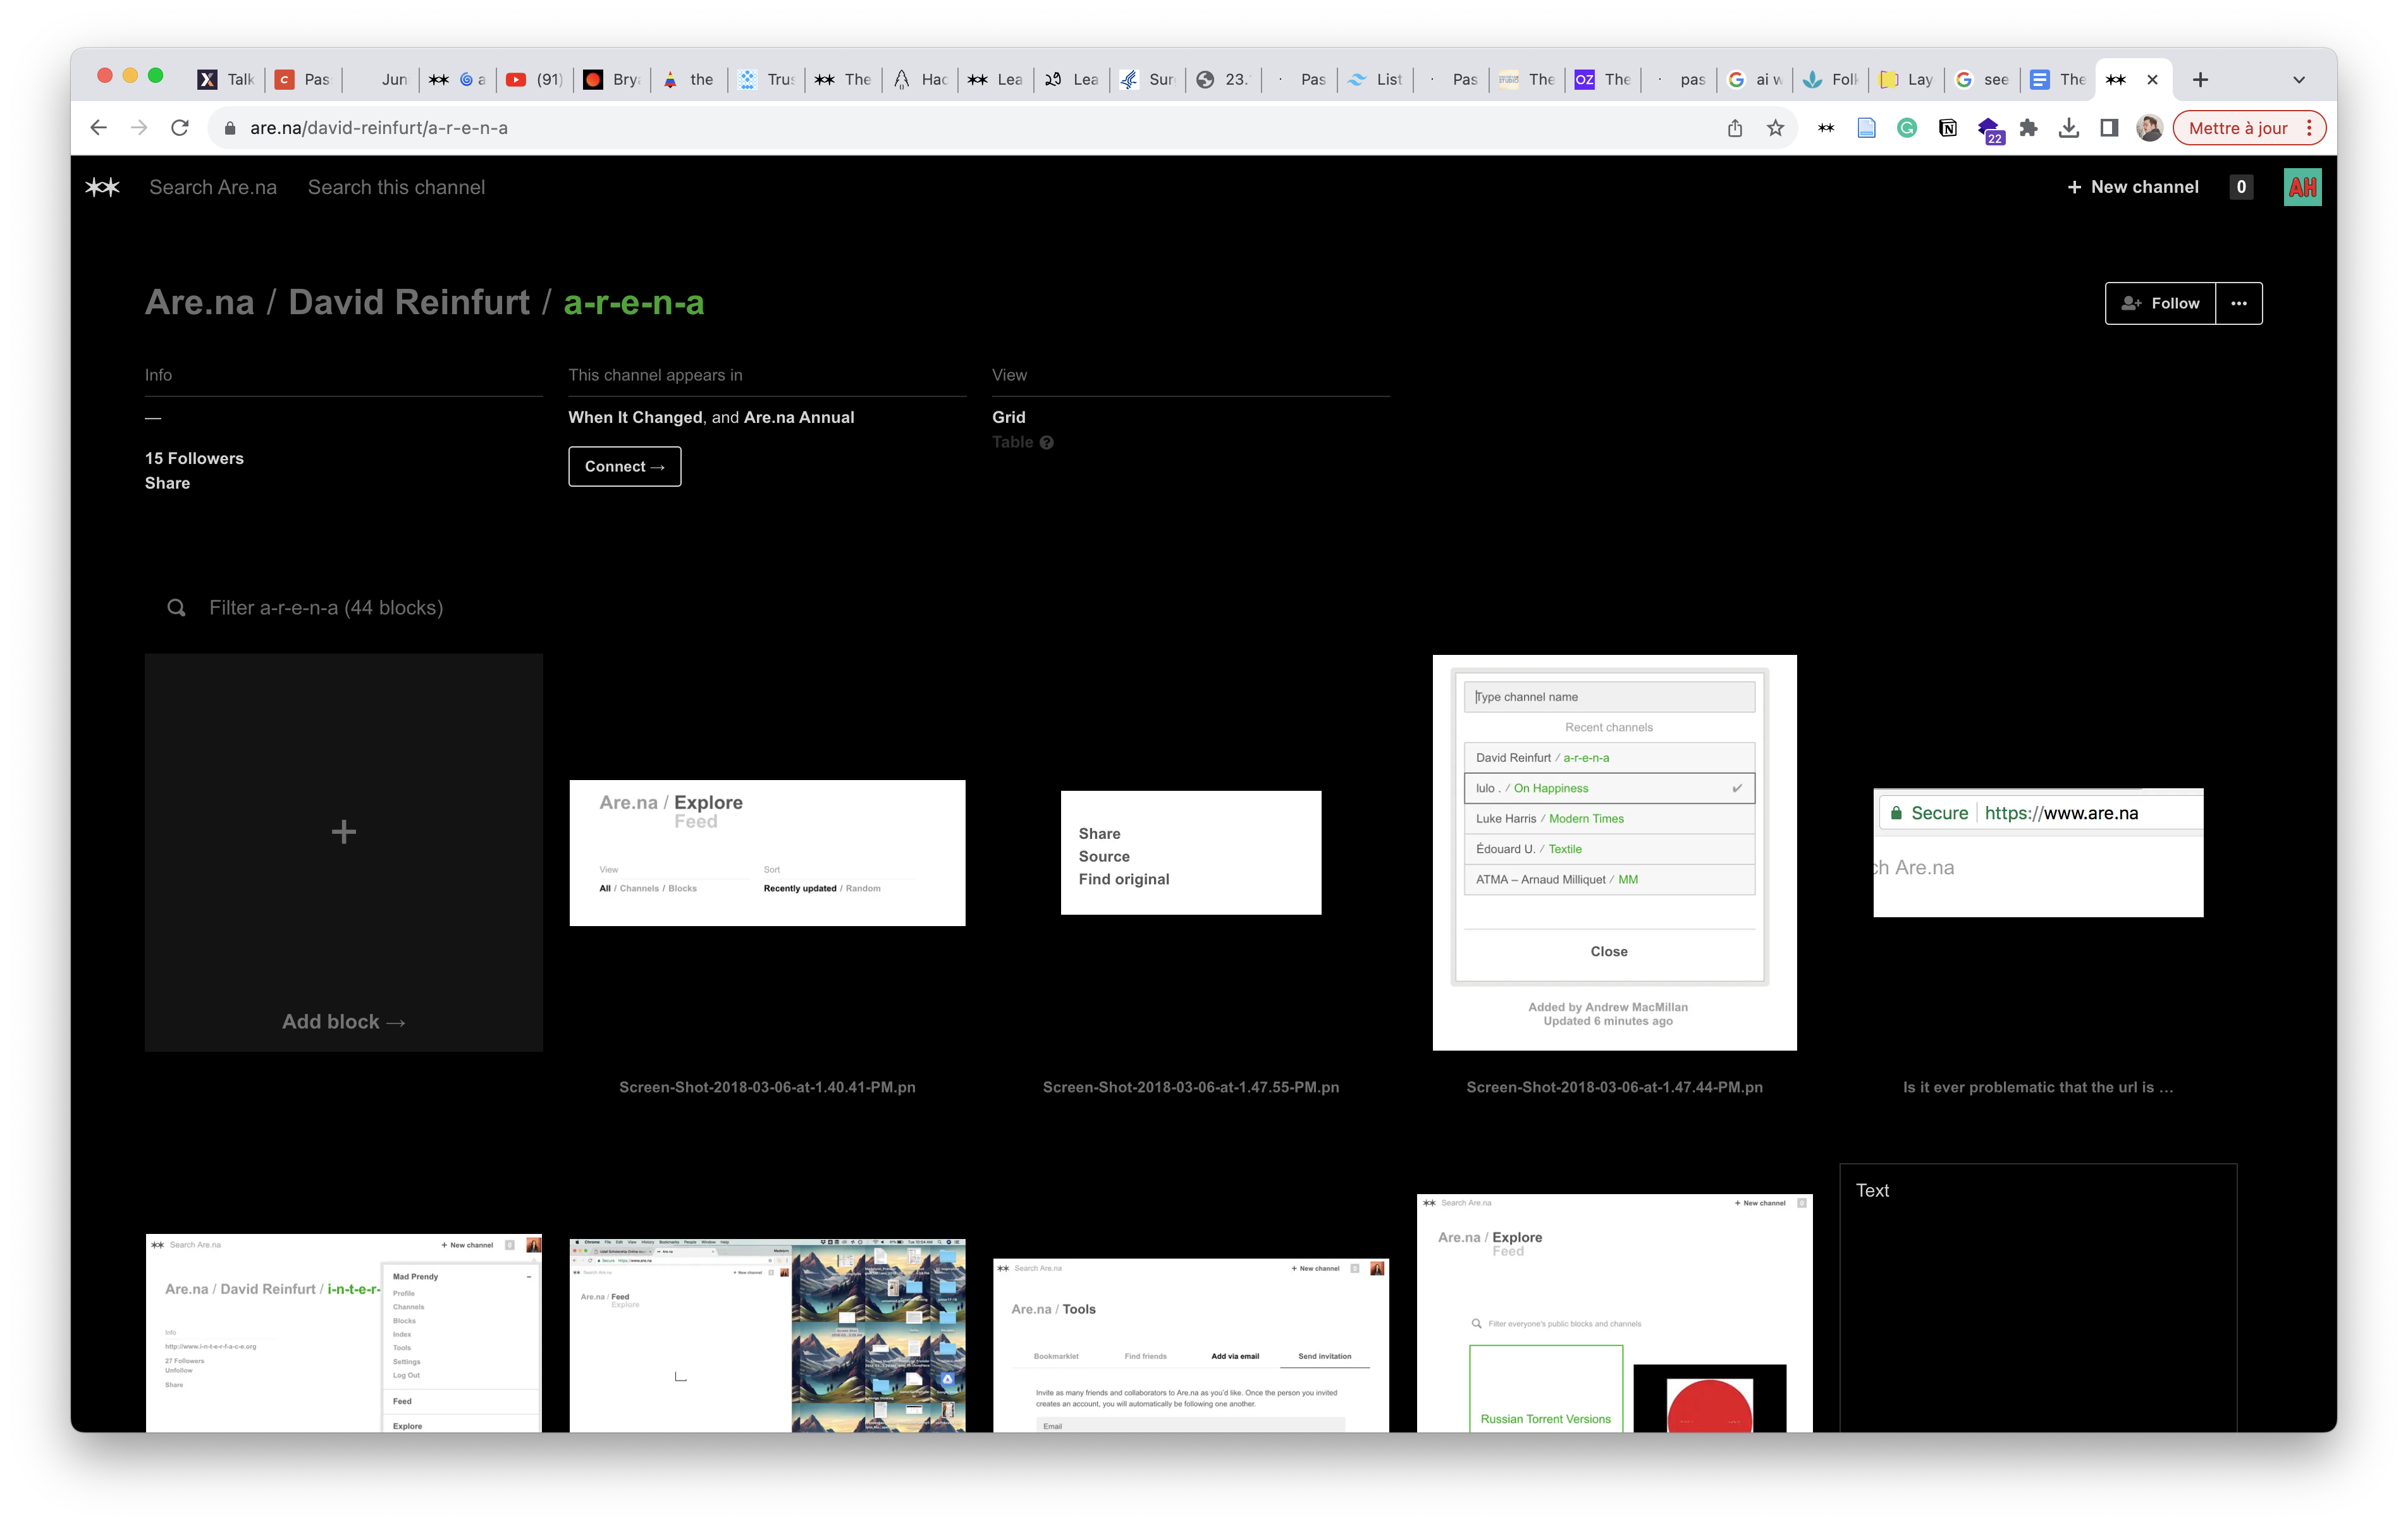 Talk
Pas
Jun
a
(91)
Bry
the
Trus
The
Hac
Lea
Lea
Sur
23.
Pas
List
Pas
The
OZ
The
pas
ai w
Folk
Lay
see
The
are.na/david-reinfurt/a-r-e-n-a
22
Mettre à jour
Search Are.na
Search this channel
+ New channel
0
AH
Are.na / David Reinfurt / a-r-e-n-a
Follow
...
Info
This channel appears in
View
—
When It Changed, and Are.na Annual
Grid
Table ?
15 Followers
Share
Connect →
Filter a-r-e-n-a (44 blocks)
+
Add block →
Are.na / Explore
Feed
View
Sort
All / Channels / Blocks
Recently updated / Random
Screen-Shot-2018-03-06-at-1.40.41-PM.pn
Share
Source
Find original
Screen-Shot-2018-03-06-at-1.47.55-PM.pn
Type channel name
Recent channels
David Reinfurt / a-r-e-n-a
lulo . / On Happiness
Luke Harris / Modern Times
Édouard U. / Textile
ATMA – Arnaud Milliquet / MM
Close
Added by Andrew MacMillan
Updated 6 minutes ago
Screen-Shot-2018-03-06-at-1.47.44-PM.pn
Secure
https://www.are.na
ch Are.na
Is it ever problematic that the url is …
Search Are.na
+ New channel
0
Are.na / David Reinfurt / i-n-t-e-r-
Info
http://www.i-n-t-e-r-f-a-c-e.org
27 Followers
Unfollow
Share
Mad Prendy
Profile
Channels
Blocks
Index
Tools
Settings
Log Out
Feed
Explore
Are.na / Feed
Explore
Search Are.na
+ New channel
0
Are.na / Tools
Bookmarklet
Find friends
Add via email
Send invitation
Invite as many friends and collaborators to Are.na as you'd like. Once the person you invited
creates an account, you will automatically be following one another.
Email
Search Are.na
+ New channel
0
Are.na / Explore
Feed
Filter everyone's public blocks and channels
Russian Torrent Versions
Text